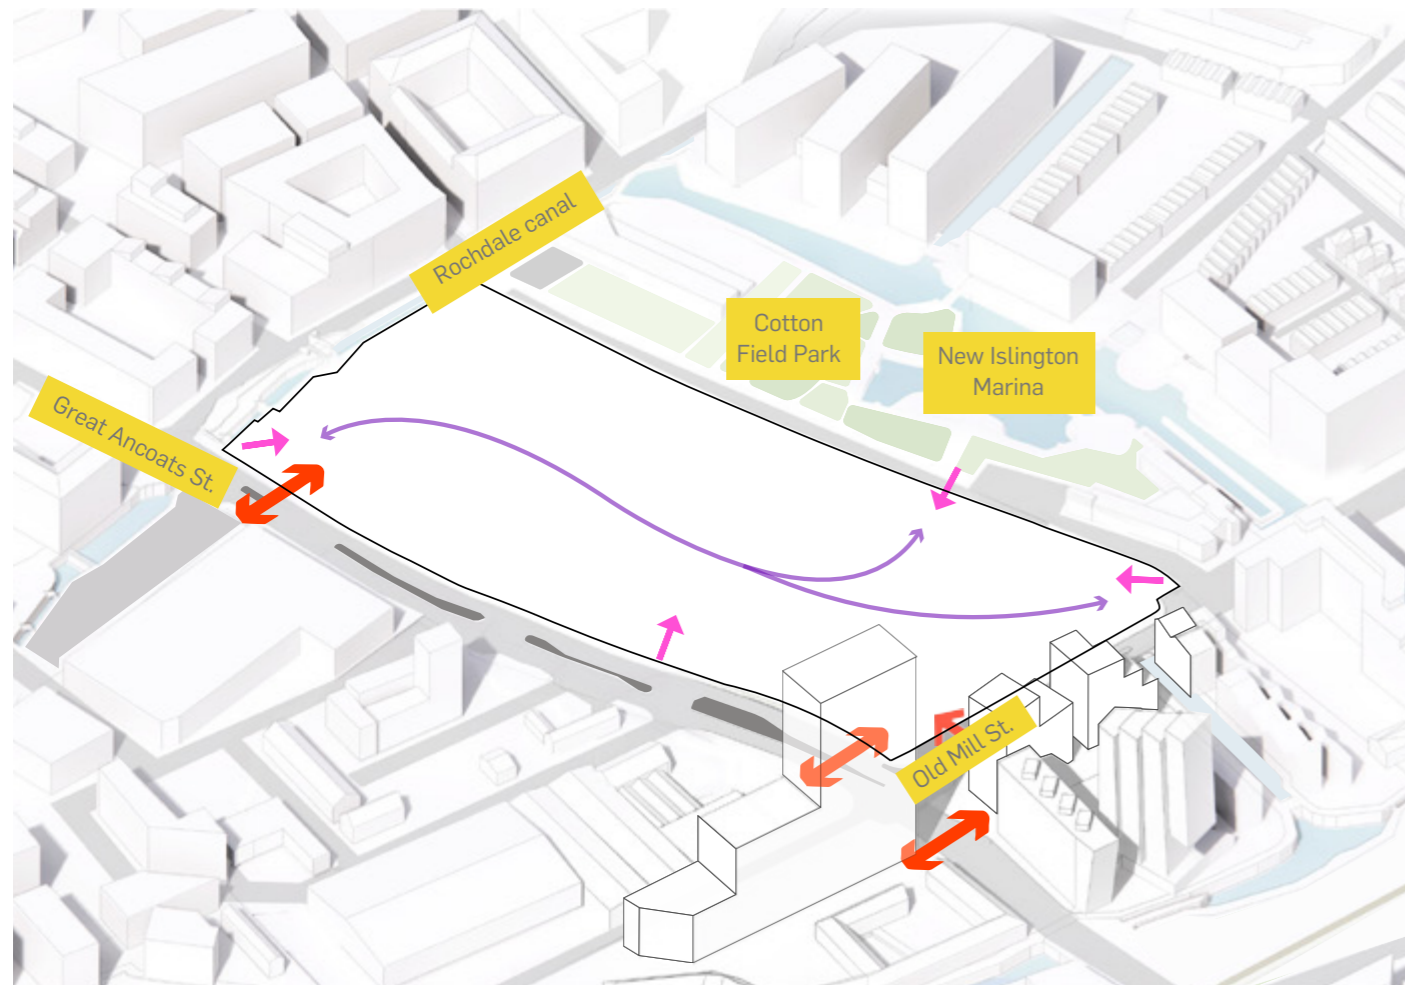 Rochdale canal
Cotton
Field Park
New Islington
Marina
Great Ancoats St.
Old Mill St.